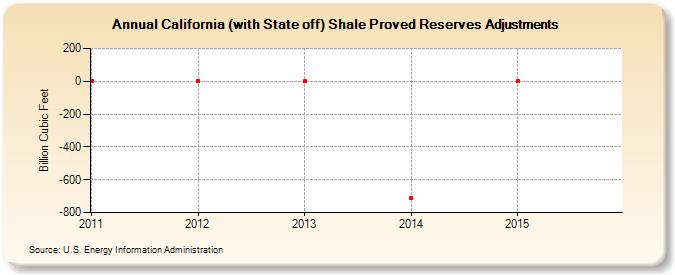 Annual California (with State off) Shale Proved Reserves Adjustments
Billion Cubic Feet
200
0
-200
-400
-600
-800
2011 2012 2013 2014 2015
Source: U.S. Energy Information Administration